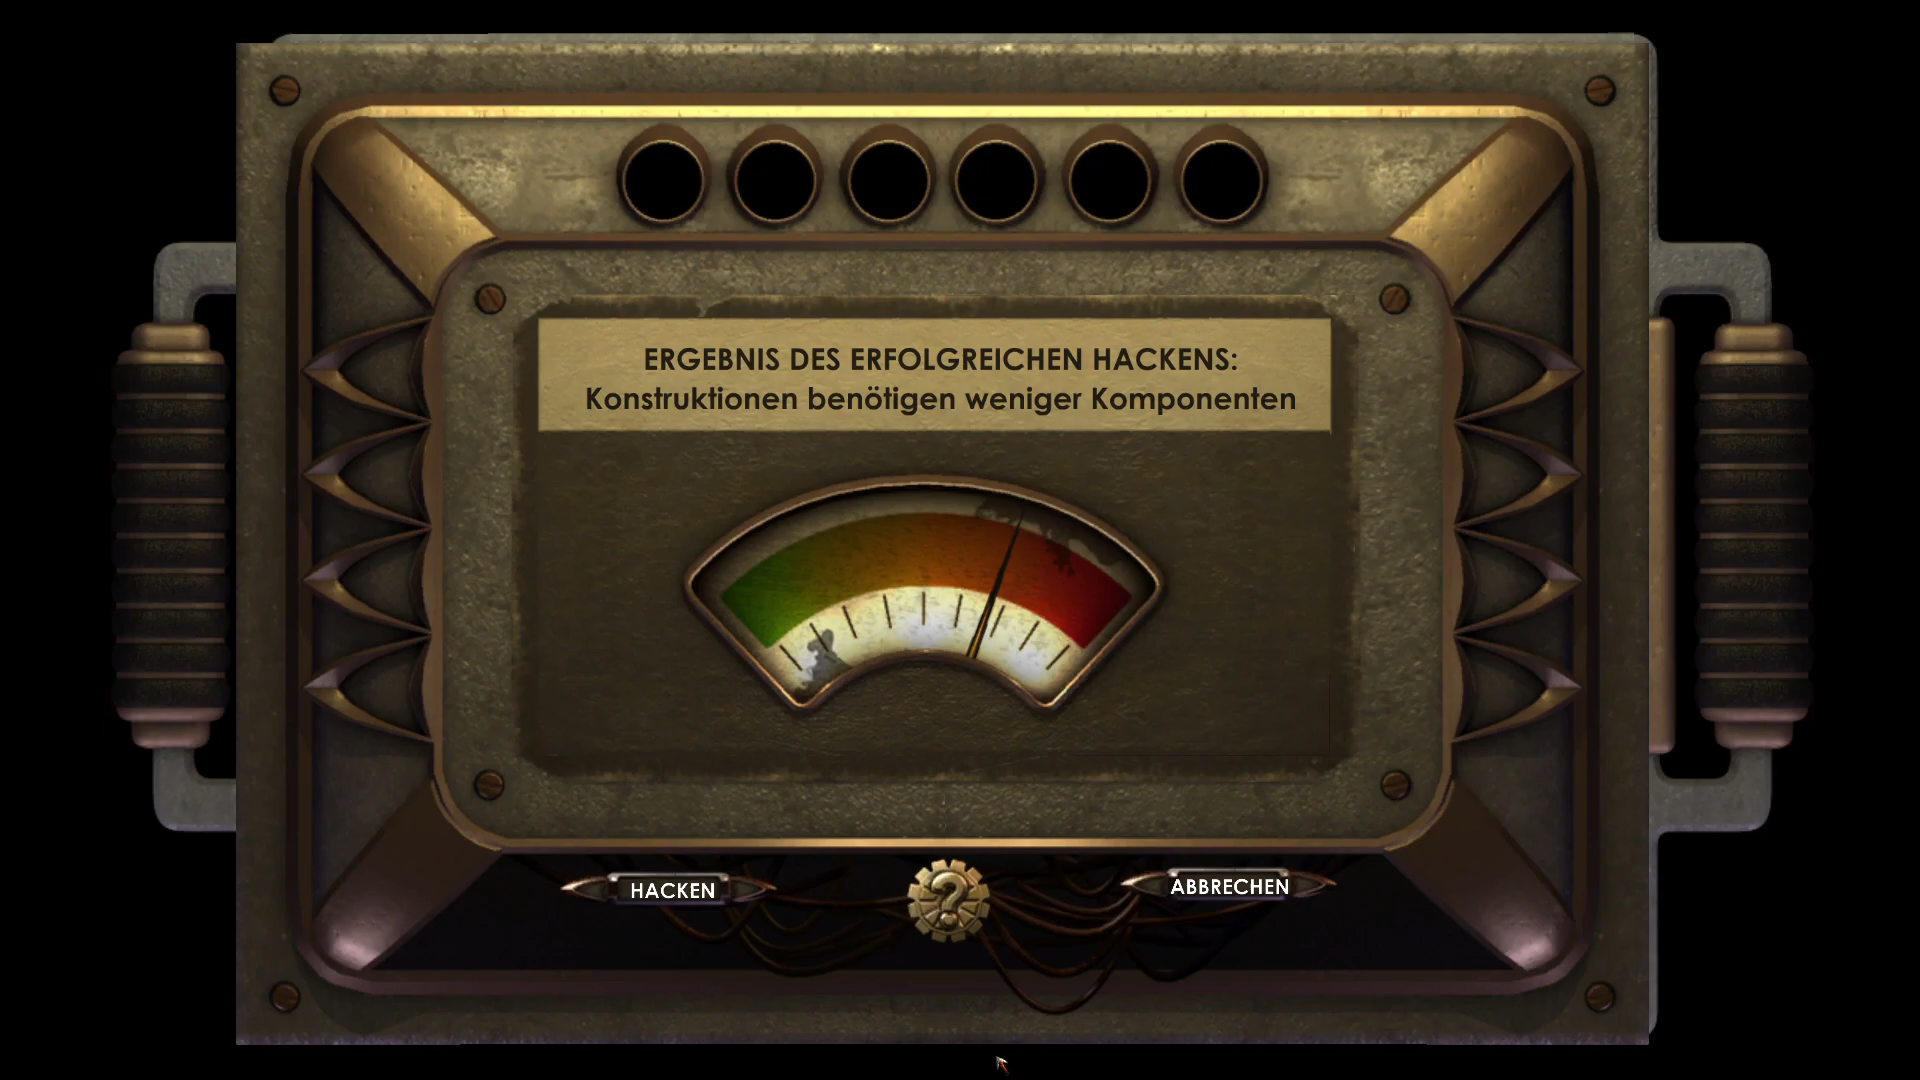 ERGEBNIS DES ERFOLGREICHEN HACKENS:
Konstruktionen benötigen weniger Komponenten
HACKEN
?
ABBRECHEN